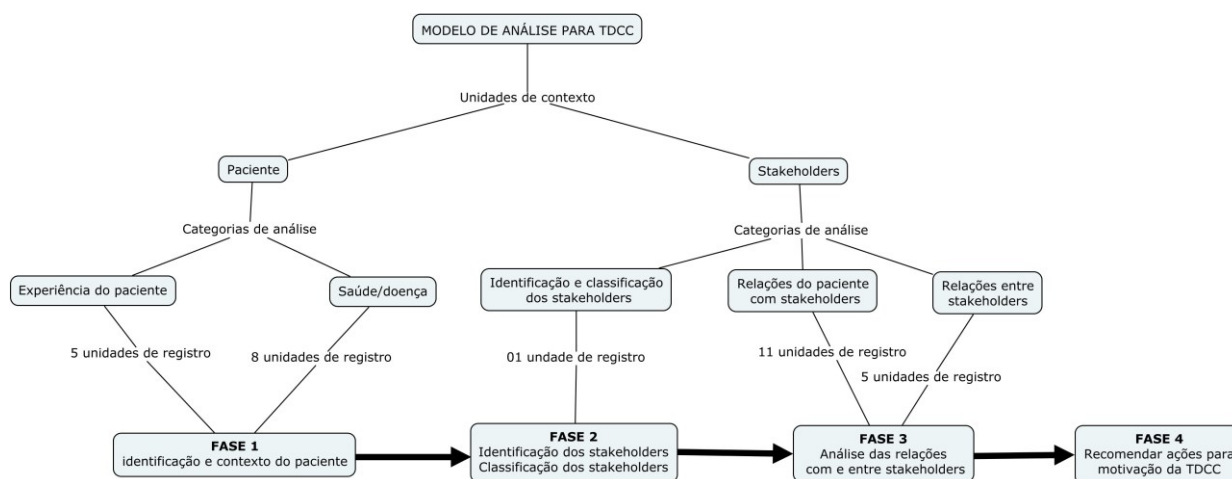 MODELO DE ANÁLISE PARA TDCC
Unidades de contexto
Paciente
Stakeholders
Categorias de análise
Categorias de análise
Experiência do paciente
Saúde/doença
Identificação e classificação
dos stakeholders
Relações do paciente
com stakeholders
Relações entre
stakeholders
5 unidades de registro
8 unidades de registro
01 undade de registro
11 unidades de registro
5 unidades de registro
FASE 1
identificação e contexto do paciente
FASE 2
Identificação dos stakeholders
Classificação dos stakeholders
FASE 3
Análise das relações
com e entre stakeholders
FASE 4
Recomendar ações para
motivação da TDCC